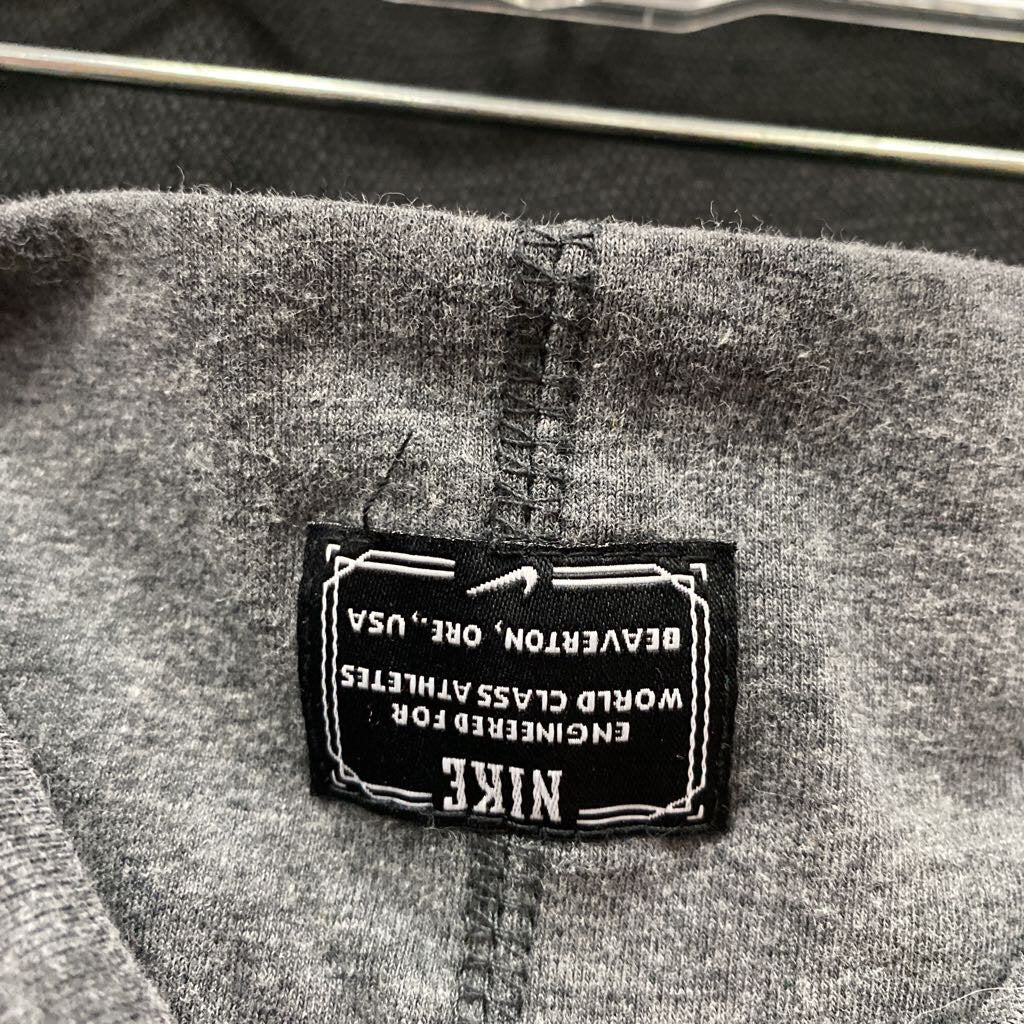 NIKE
ENGINEERED FOR
WORLD CLASS ATHLETES
BEAVERTON, ORE., USA